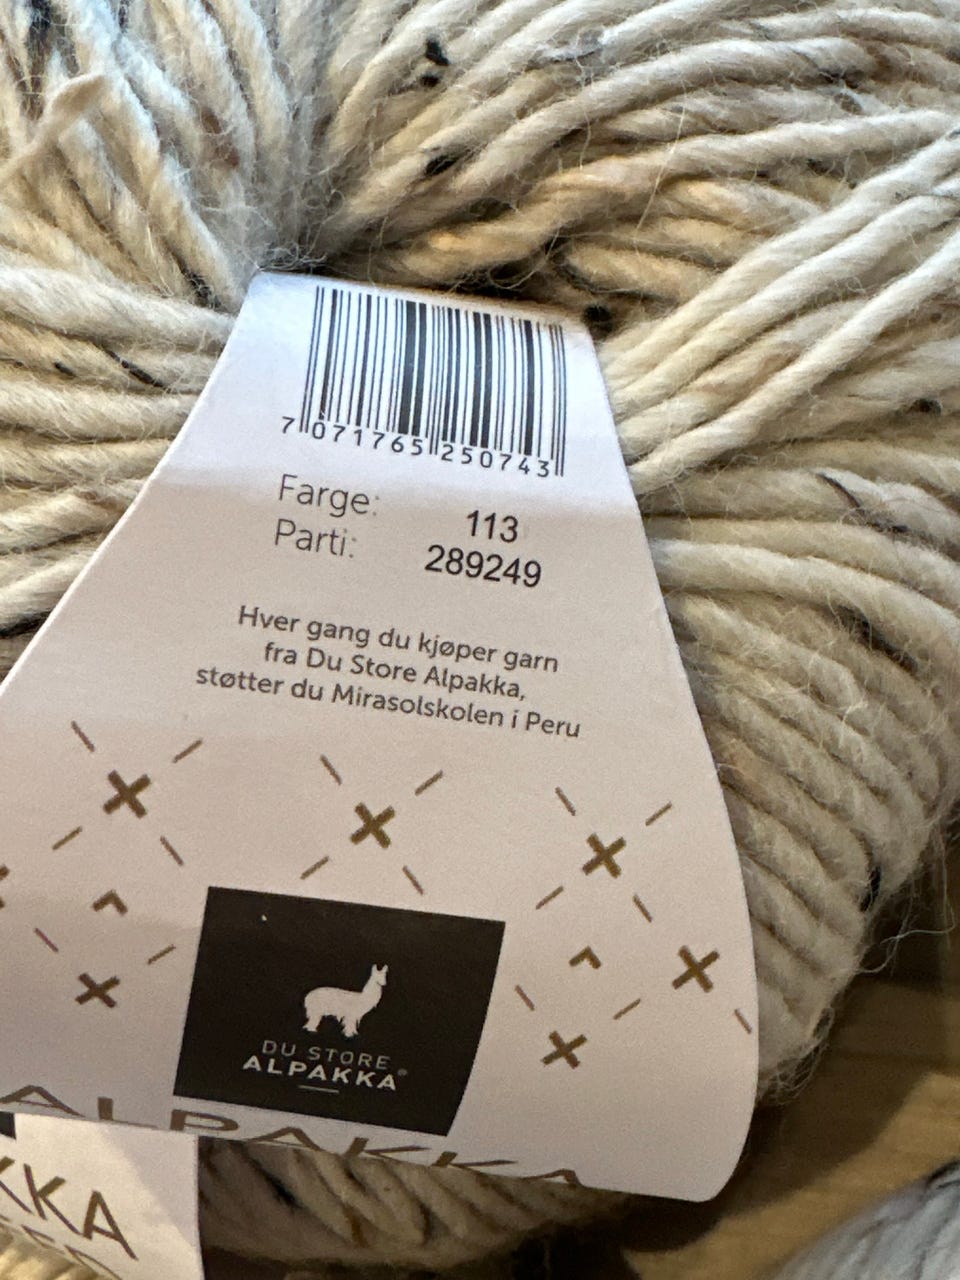 7 071765 250743
Farge: 113
Parti: 289249
Hver gang du kjøper garn
fra Du Store Alpakka,
støtter du Mirasolskolen i Peru
DU STORE
ALPAKKA®
ALPAKKA